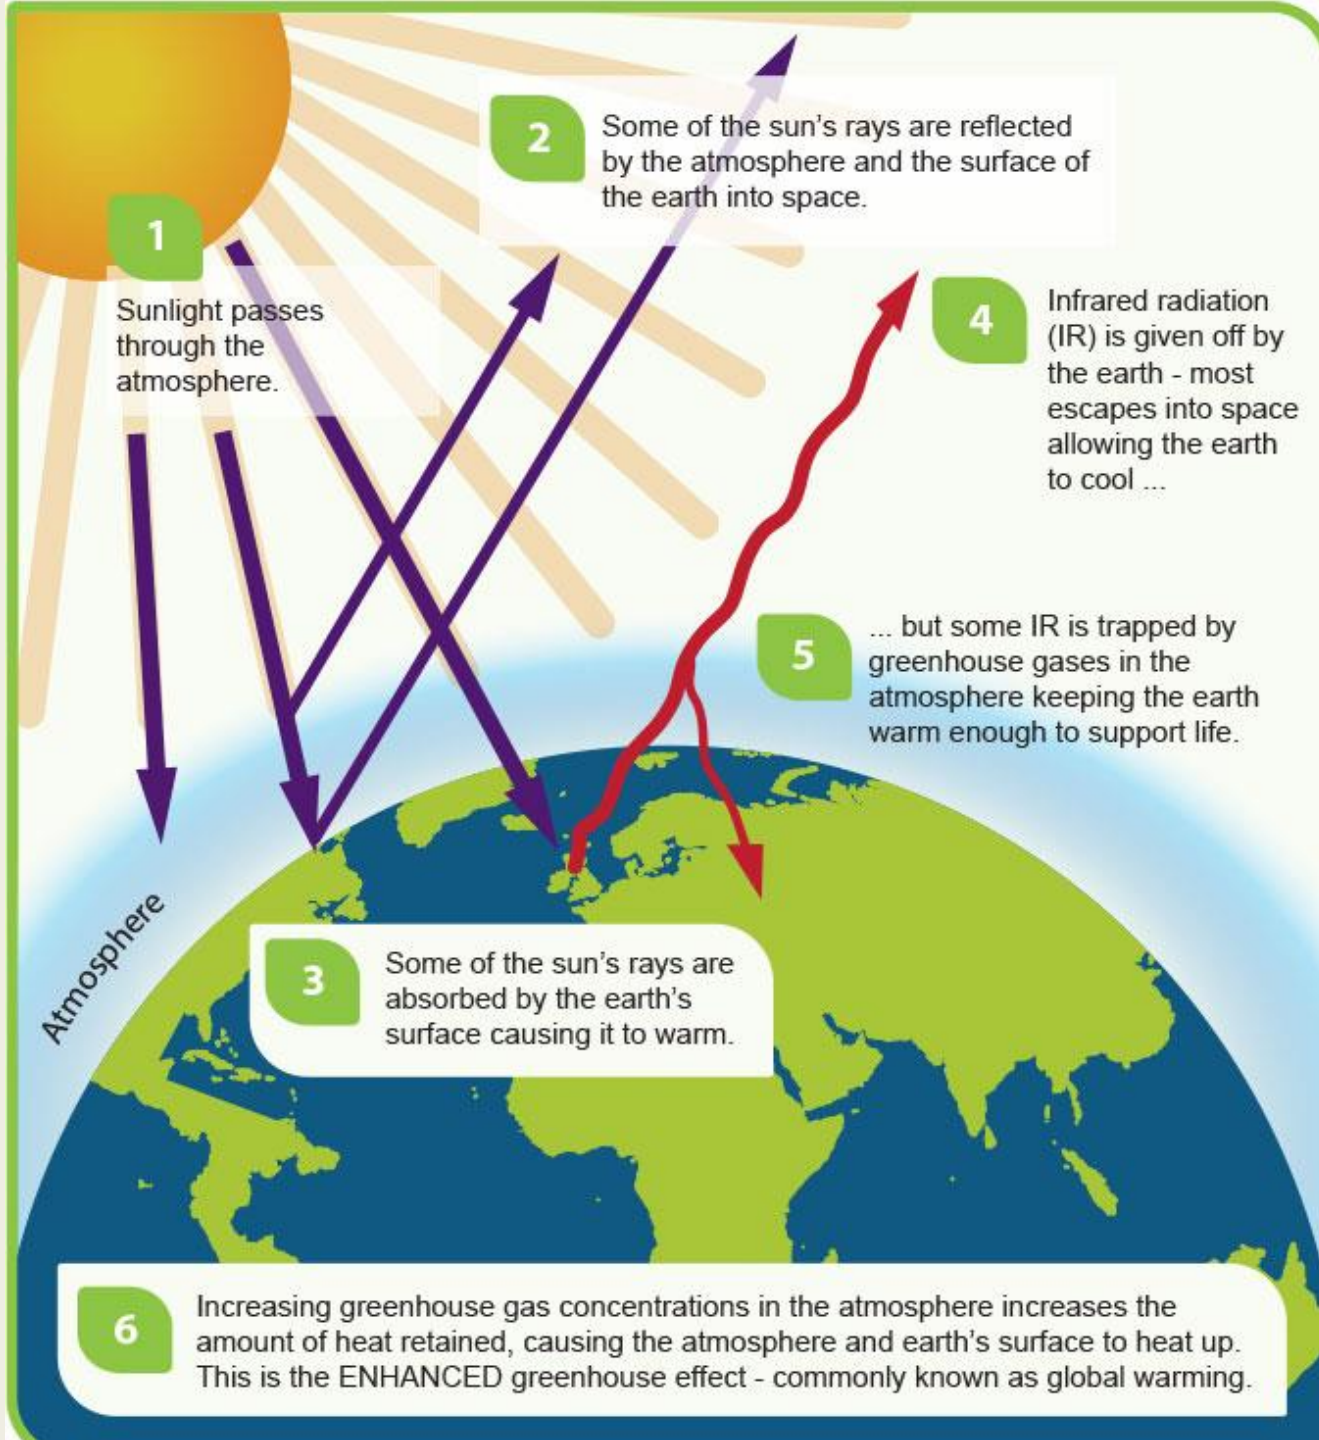 1
Sunlight passes
through the
atmosphere.
2
Some of the sun's rays are reflected
by the atmosphere and the surface of
the earth into space.
4
Infrared radiation
(IR) is given off by
the earth - most
escapes into space
allowing the earth
to cool ...
5
... but some IR is trapped by
greenhouse gases in the
atmosphere keeping the earth
warm enough to support life.
Atmosphere
3
Some of the sun's rays are
absorbed by the earth's
surface causing it to warm.
6
Increasing greenhouse gas concentrations in the atmosphere increases the
amount of heat retained, causing the atmosphere and earth's surface to heat up.
This is the ENHANCED greenhouse effect - commonly known as global warming.